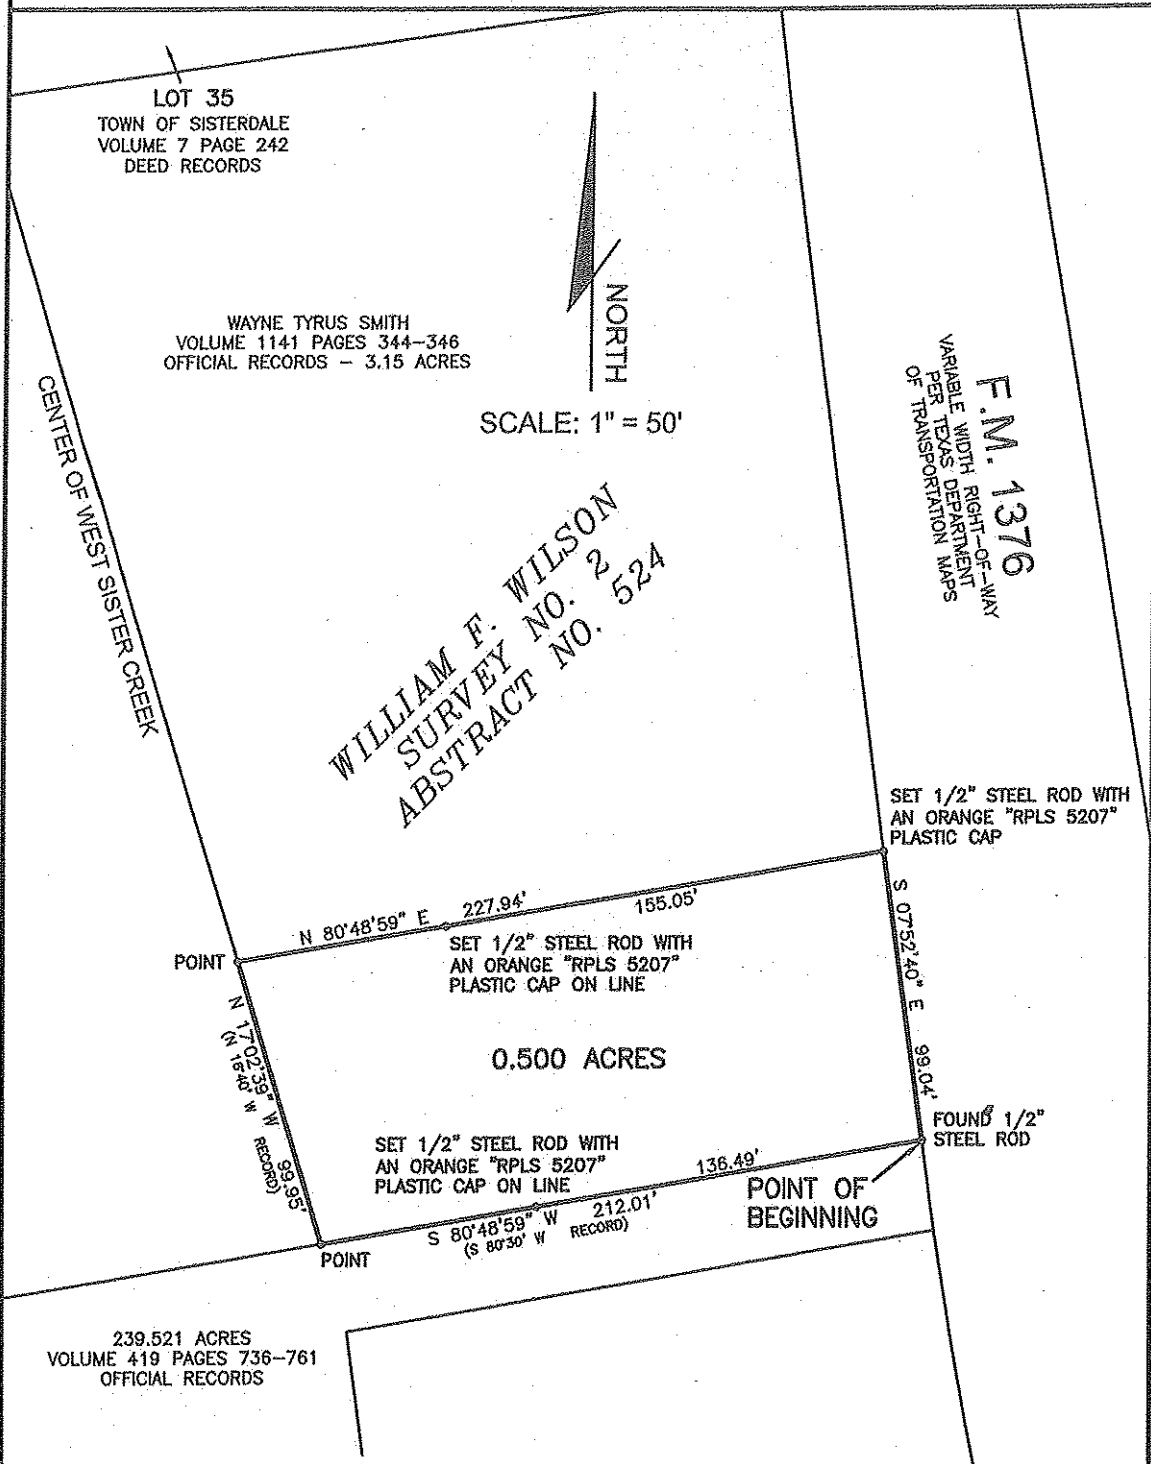 LOT 35
TOWN OF SISTERDALE
VOLUME 7 PAGE 242
DEED RECORDS
NORTH
SCALE: 1" = 50'
WAYNE TYRUS SMITH
VOLUME 1141 PAGES 344-346
OFFICIAL RECORDS - 3.15 ACRES
F.M. 1376
VARIABLE WIDTH RIGHT-OF-WAY
PER TEXAS DEPARTMENT
OF TRANSPORTATION MAPS
CENTER OF WEST SISTER CREEK
WILLIAM F. WILSON
SURVEY NO. 2
ABSTRACT NO. 524
SET 1/2" STEEL ROD WITH
AN ORANGE "RPLS 5207"
PLASTIC CAP
N 80°48'59" E 227.94'
155.05'
SET 1/2" STEEL ROD WITH
AN ORANGE "RPLS 5207"
PLASTIC CAP ON LINE
POINT
S 07°52'40" E 99.04'
N 17°02'39" W 99.95'
(N 16°40' W RECORD)
0.500 ACRES
FOUND 1/2"
STEEL ROD
SET 1/2" STEEL ROD WITH
AN ORANGE "RPLS 5207"
PLASTIC CAP ON LINE
136.49'
POINT OF
BEGINNING
S 80°48'59" W 212.01'
(S 80°30' W RECORD)
POINT
239.521 ACRES
VOLUME 419 PAGES 736-761
OFFICIAL RECORDS